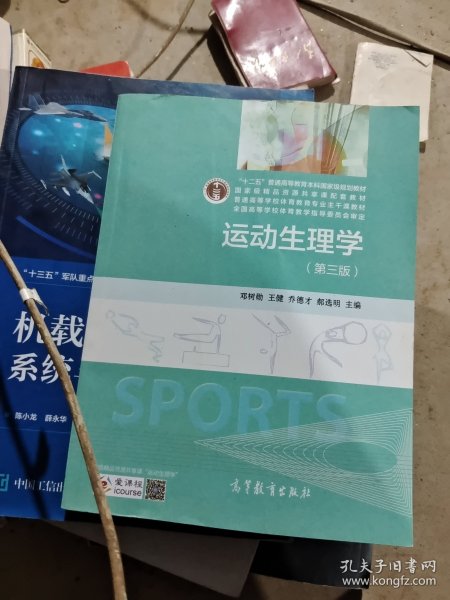 "十二五"普通高等教育本科国家级规划教材
国家级精品资源共享课配套教材
普通高等学校体育教育专业主干课教材
全国高等学校体育教学指导委员会审定
运动生理学
(第三版)
邓树勋 王健 乔德才 郝选明 主编
SPORTS
爱课程
icourse
高等教育出版社
"十三五"军队重点
机载
系统
陈小龙 薛永华
中国工信出
孔夫子旧书网
www.kongfz.com